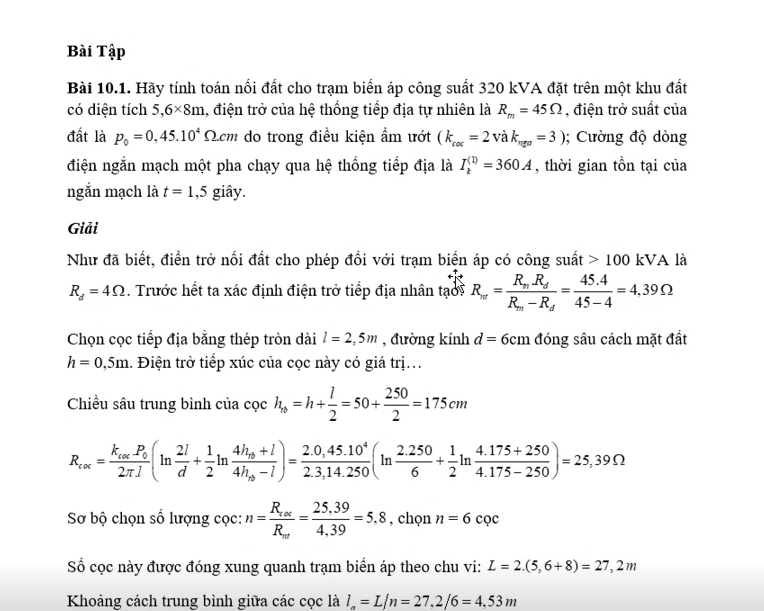 Bài Tập
Bài 10.1. Hãy tính toán nối đất cho trạm biến áp công suất 320 kVA đặt trên một khu đất
có diện tích 5,6×8m, điện trở của hệ thống tiếp địa tự nhiên là R_tn = 45Ω, điện trở suất của
đất là p_0 = 0,45.10^4 Ω.cm do trong điều kiện ẩm ướt (k_coc = 2 và k_nga = 3); Cường độ dòng
điện ngắn mạch một pha chạy qua hệ thống tiếp địa là I_k^(1) = 360A, thời gian tồn tại của
ngắn mạch là t = 1,5 giây.
Giải
Như đã biết, điển trở nối đất cho phép đối với trạm biến áp có công suất > 100 kVA là
R_d = 4Ω. Trước hết ta xác định điện trở tiếp địa nhân tạo: R_nt = R_tn.R_d / (R_tn − R_d) = 45.4 / (45−4) = 4,39Ω
Chọn cọc tiếp địa bằng thép tròn dài l = 2,5m, đường kính d = 6cm đóng sâu cách mặt đất
h = 0,5m. Điện trở tiếp xúc của cọc này có giá trị…
Chiều sâu trung bình của cọc h_tb = h + l/2 = 50 + 250/2 = 175cm
R_coc = k_coc.P_0 / 2π.l (ln 2l/d + 1/2 ln (4h_tb + l)/(4h_tb − l)) = 2.0,45.10^4 / 2.3,14.250 (ln 2.250/6 + 1/2 ln (4.175 + 250)/(4.175 − 250)) = 25,39Ω
Sơ bộ chọn số lượng cọc: n = R_coc/R_nt = 25,39/4,39 = 5,8, chọn n = 6 cọc
Số cọc này được đóng xung quanh trạm biến áp theo chu vi: L = 2.(5,6+8) = 27,2m
Khoảng cách trung bình giữa các cọc là l_a = L/n = 27,2/6 = 4,53m